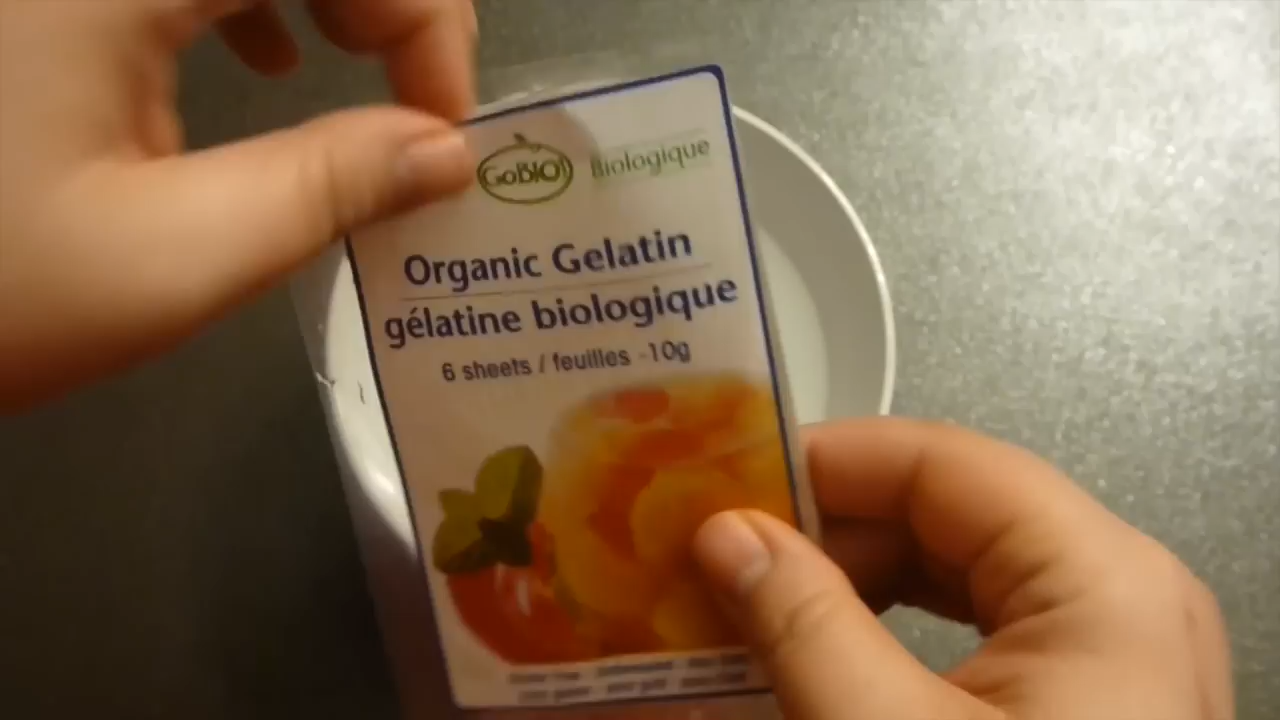 GoBIO! Biologique
Organic Gelatin
gélatine biologique
6 sheets / feuilles -10g